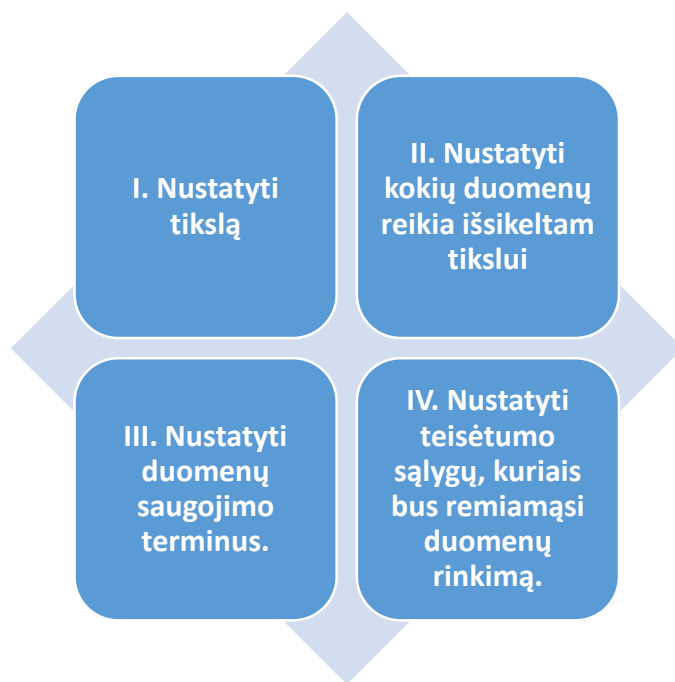 I. Nustatyti
tikslą
II. Nustatyti
kokių duomenų
reikia išsikeltam
tikslui
III. Nustatyti
duomenų
saugojimo
terminus.
IV. Nustatyti
teisėtumo
sąlygų, kuriais
bus remiamąsi
duomenų
rinkimą.